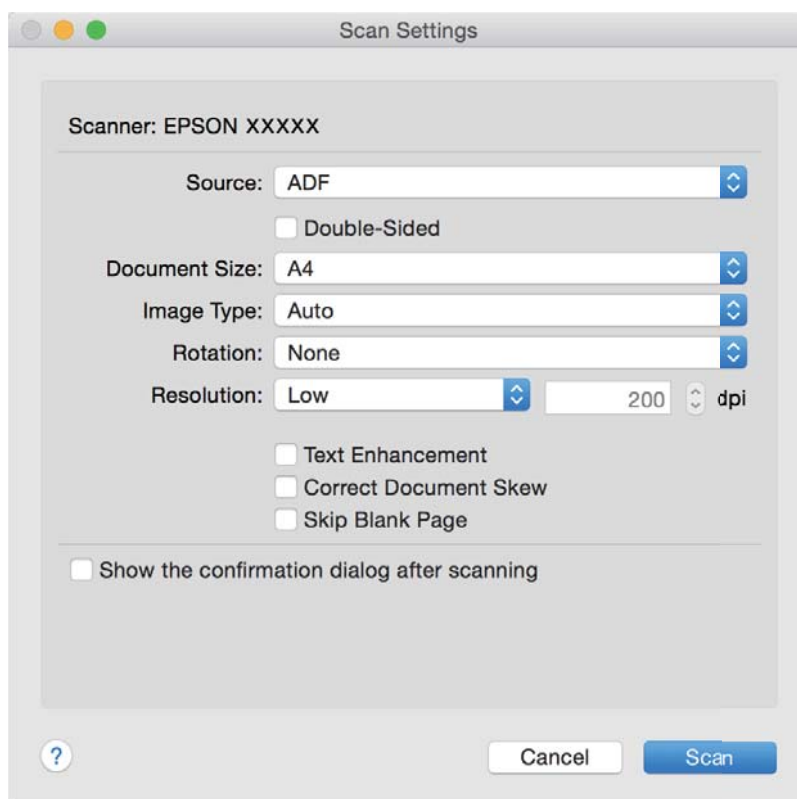 Scan Settings
Scanner: EPSON XXXXX
Source: ADF
Double-Sided
Document Size: A4
Image Type: Auto
Rotation: None
Resolution: Low 200 dpi
Text Enhancement
Correct Document Skew
Skip Blank Page
Show the confirmation dialog after scanning
? Cancel Scan